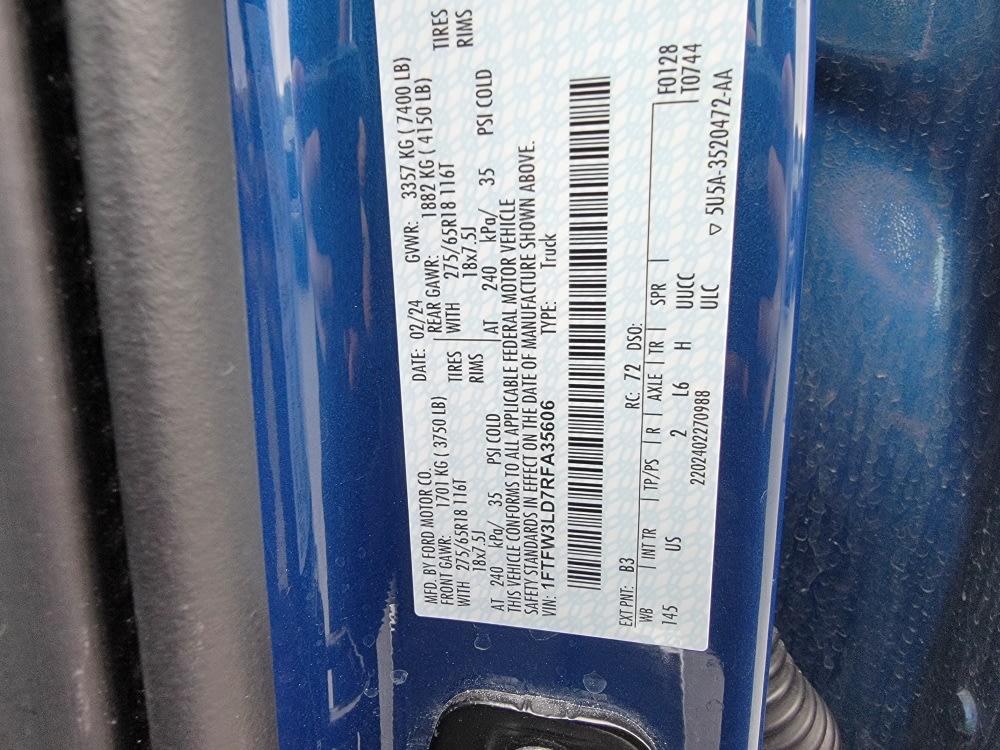 MFD. BY FORD MOTOR CO.
DATE: 02/24 GVWR: 3357 KG ( 7400 LB)
FRONT GAWR: 1701 KG ( 3750 LB) REAR GAWR: 1882 KG ( 4150 LB)
WITH 275/65R18 116T TIRES WITH 275/65R18 116T TIRES
18x7.5J RIMS 18x7.5J RIMS
AT 240 kPa/ 35 PSI COLD AT 240 kPa/ 35 PSI COLD
THIS VEHICLE CONFORMS TO ALL APPLICABLE FEDERAL MOTOR VEHICLE
SAFETY STANDARDS IN EFFECT ON THE DATE OF MANUFACTURE SHOWN ABOVE.
VIN: 1FTFW3LD7RFA35606 TYPE: Truck
EXT PNT: B3 RC: 72 DSO:
F0128
WB INT TR TP/PS R AXLE TR SPR
T0744
145 US 2 L6 H UUCC
2202402270988 ULC
▽ 5U5A-3520472-AA